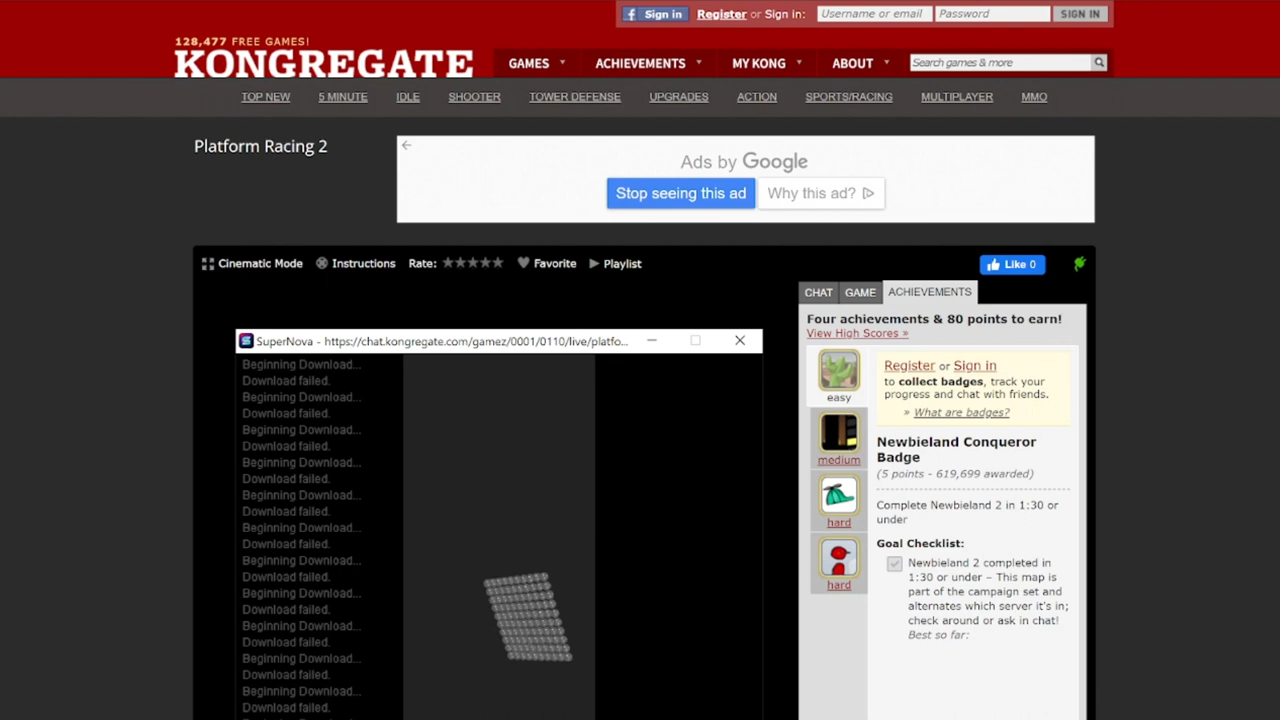 Sign in Register or Sign in: Username or email Password SIGN IN
128,477 FREE GAMES!
KONGREGATE
GAMES ACHIEVEMENTS MY KONG ABOUT Search games & more
TOP NEW 5 MINUTE IDLE SHOOTER TOWER DEFENSE UPGRADES ACTION SPORTS/RACING MULTIPLAYER MMO
Platform Racing 2
Ads by Google
Stop seeing this ad Why this ad?
Cinematic Mode Instructions Rate: Favorite Playlist
Like 0
CHAT GAME ACHIEVEMENTS
Four achievements & 80 points to earn!
View High Scores »
SuperNova - https://chat.kongregate.com/gamez/0001/0110/live/platfo...
Beginning Download...
Download failed.
Beginning Download...
Download failed.
Beginning Download...
Download failed.
Beginning Download...
Download failed.
Beginning Download...
Download failed.
Beginning Download...
Download failed.
Beginning Download...
Download failed.
Beginning Download...
Download failed.
Beginning Download...
Download failed.
Beginning Download...
Download failed.
Beginning Download...
Download failed.
easy
medium
hard
hard
Register or Sign in
to collect badges, track your
progress and chat with friends.
» What are badges?
Newbieland Conqueror
Badge
(5 points - 619,699 awarded)
Complete Newbieland 2 in 1:30 or
under
Goal Checklist:
Newbieland 2 completed in
1:30 or under – This map is
part of the campaign set and
alternates which server it's in;
check around or ask in chat!
Best so far: